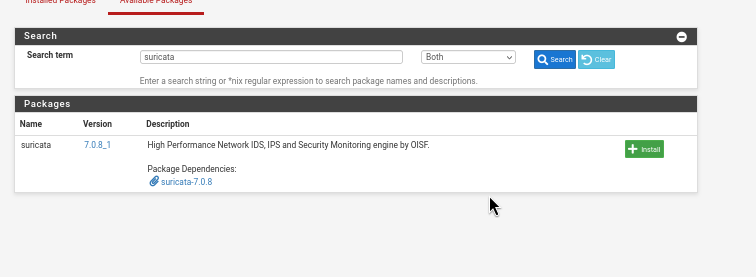 Installed Packages Available Packages
Search
Search term suricata Both Search Clear
Enter a search string or *nix regular expression to search package names and descriptions.
Packages
Name Version Description
suricata 7.0.8_1 High Performance Network IDS, IPS and Security Monitoring engine by OISF. Install
Package Dependencies:
suricata-7.0.8